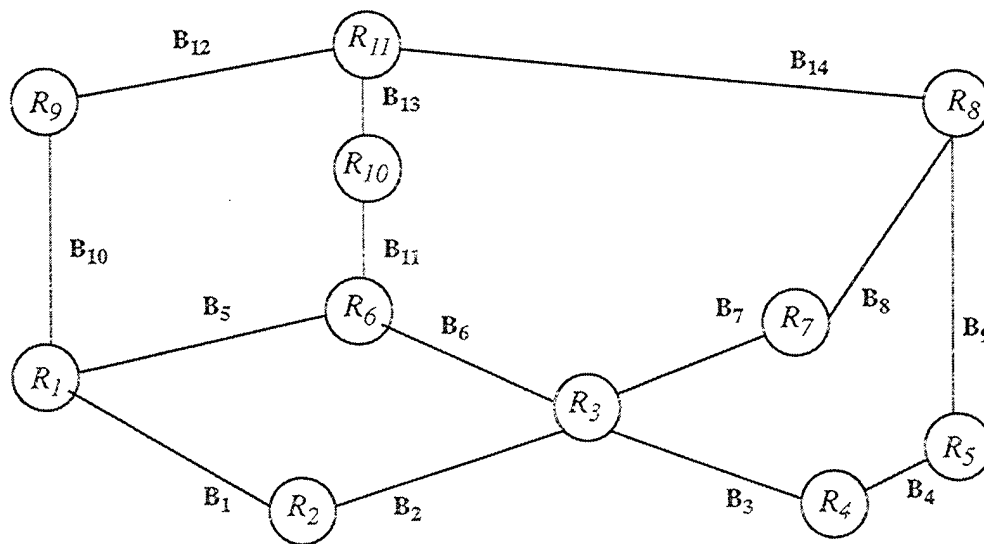 B₁₂
R₁₁
B₁₄
R₉
B₁₃
R₈
R₁₀
B₁₀
B₁₁
B₅
R₆
B₆
B₇
R₇
B₈
B₉
R₁
R₃
R₅
B₁
R₂
B₂
B₃
R₄
B₄